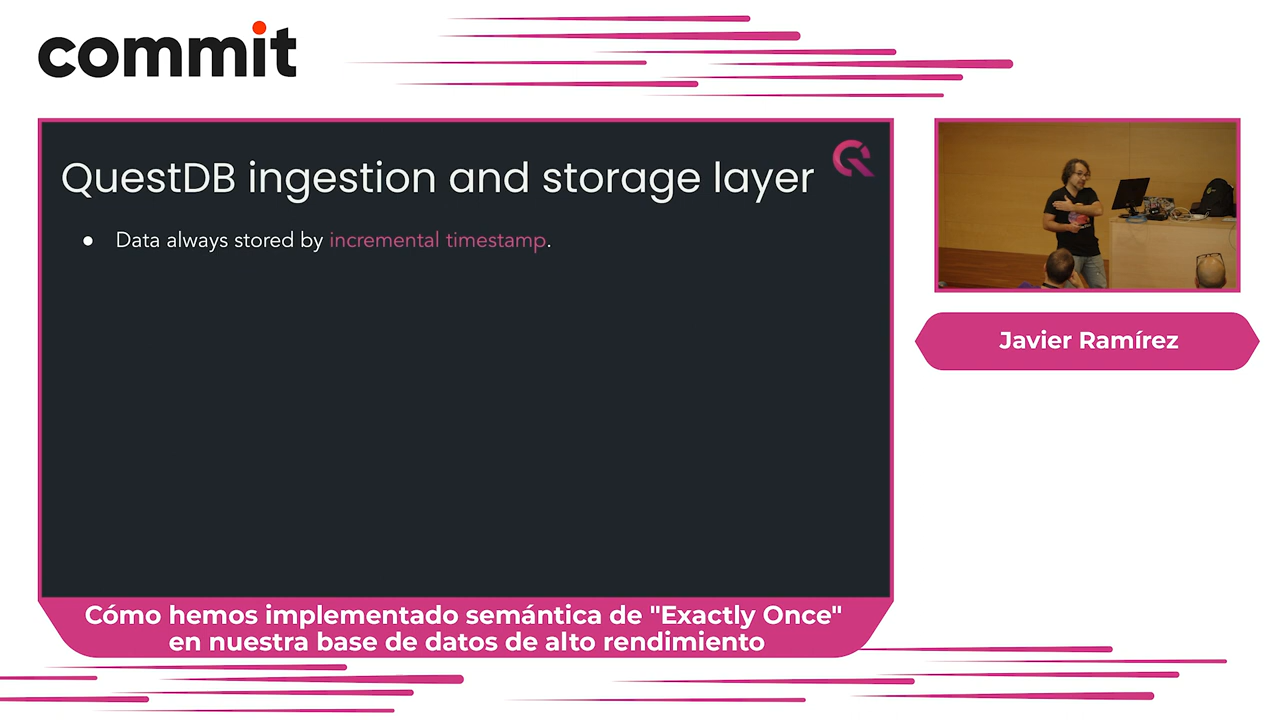 commit
QuestDB ingestion and storage layer
● Data always stored by incremental timestamp.
Javier Ramírez
Cómo hemos implementado semántica de "Exactly Once"
en nuestra base de datos de alto rendimiento